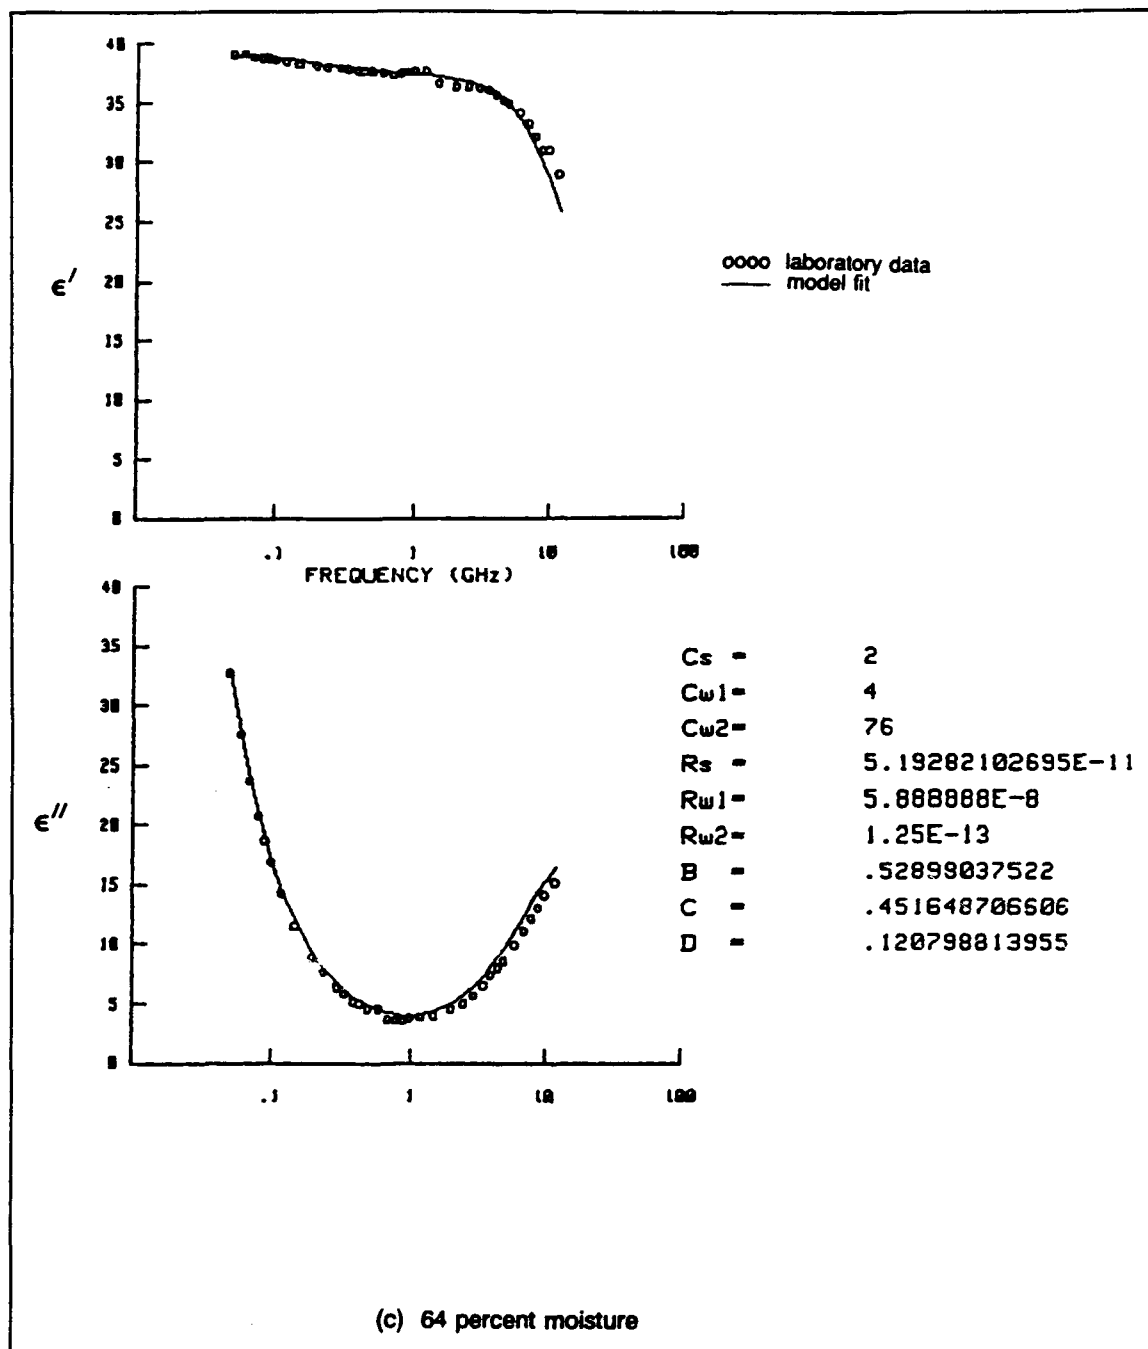 40
35
30
25
20
15
10
5
0
ϵ′
oooo laboratory data
—— model fit
.1 1 10 100
FREQUENCY (GHz)
40
35
30
25
20
15
10
5
0
ϵ″
Cs = 2
Cw1= 4
Cw2= 76
Rs = 5.19282102695E-11
Rw1= 5.888888E-8
Rw2= 1.25E-13
B = .52898037522
C = .451648706606
D = .120798813955
.1 1 10 100
(c) 64 percent moisture